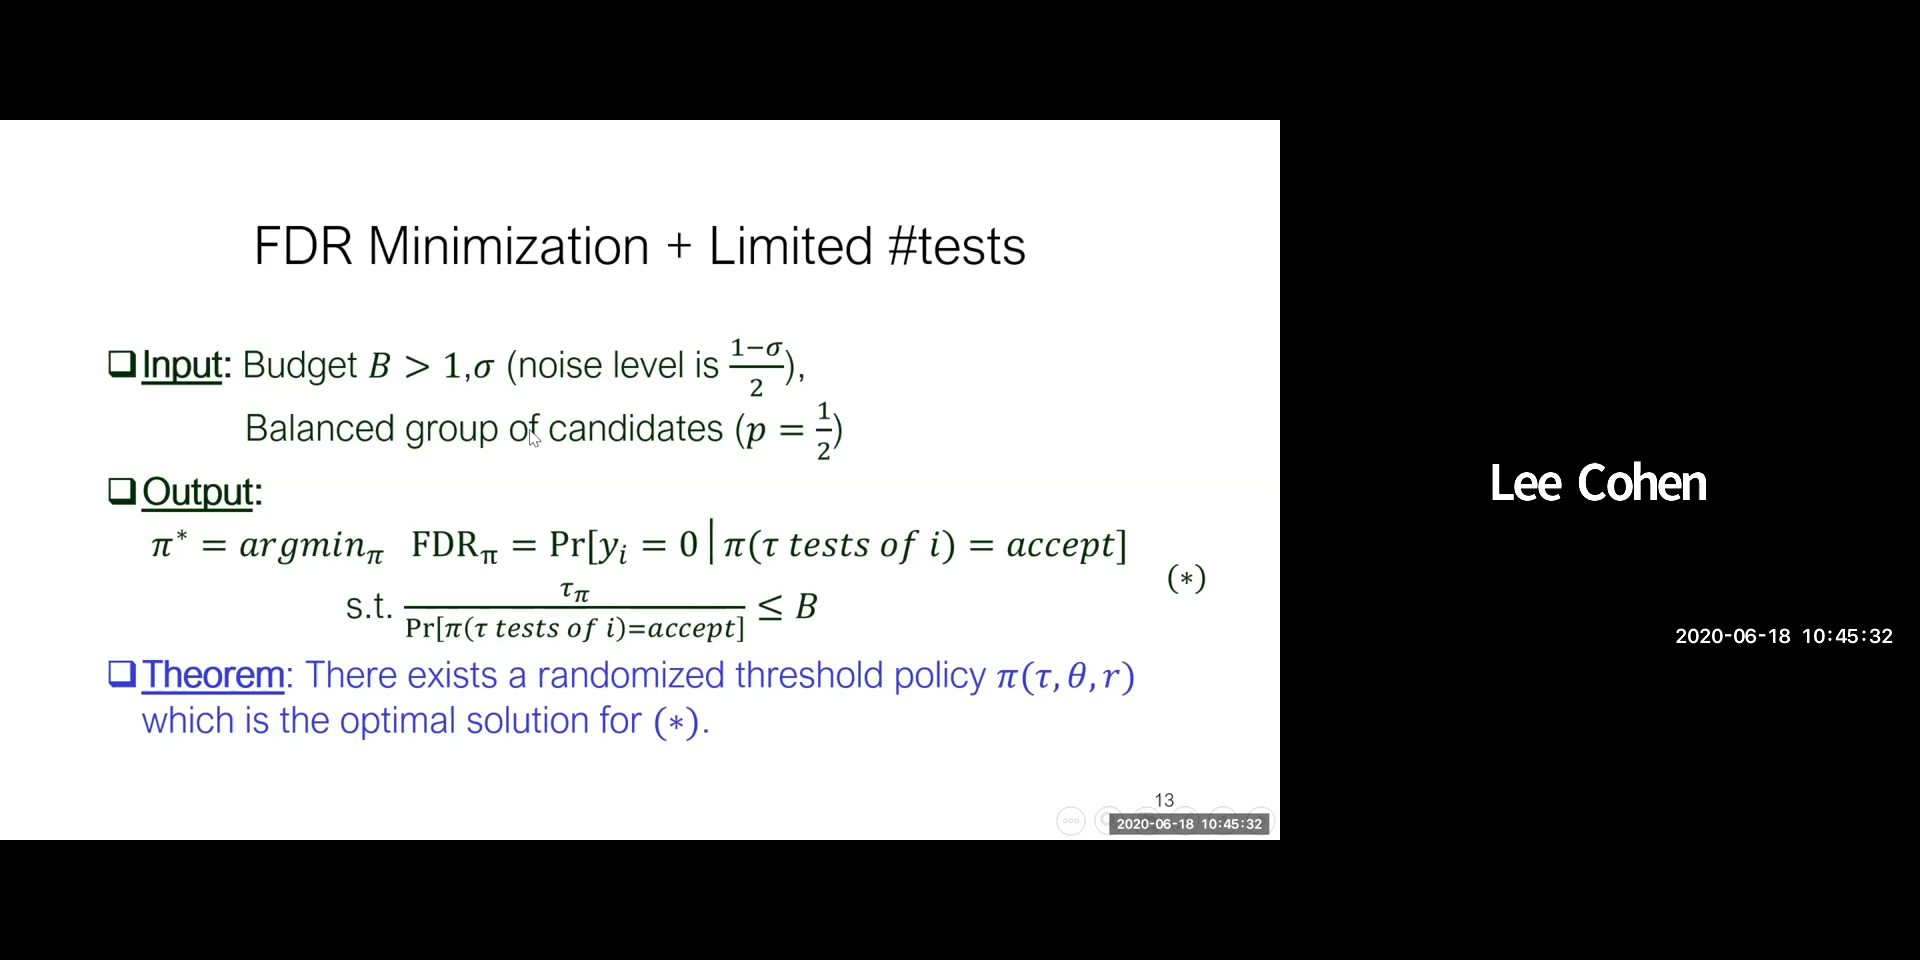 FDR Minimization + Limited #tests
❑Input: Budget B > 1,σ (noise level is \frac{1−σ}{2}),
Balanced group of candidates (p = \frac{1}{2})
❑Output:
π* = argmin_π FDR_π = Pr[y_i = 0|π(τ tests of i) = accept]
(*)
s.t. \frac{τ_π}{Pr[π(τ tests of i)=accept]} ≤ B
❑Theorem: There exists a randomized threshold policy π(τ, θ, r)
which is the optimal solution for (*).
13
2020-06-18 10:45:32
Lee Cohen
2020-06-18 10:45:32